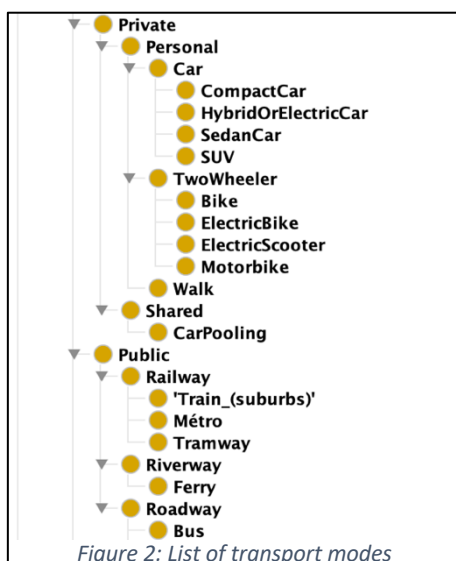 Private
Personal
Car
CompactCar
HybridOrElectricCar
SedanCar
SUV
TwoWheeler
Bike
ElectricBike
ElectricScooter
Motorbike
Walk
Shared
CarPooling
Public
Railway
'Train_(suburbs)'
Métro
Tramway
Riverway
Ferry
Roadway
Bus
Figure 2: List of transport modes